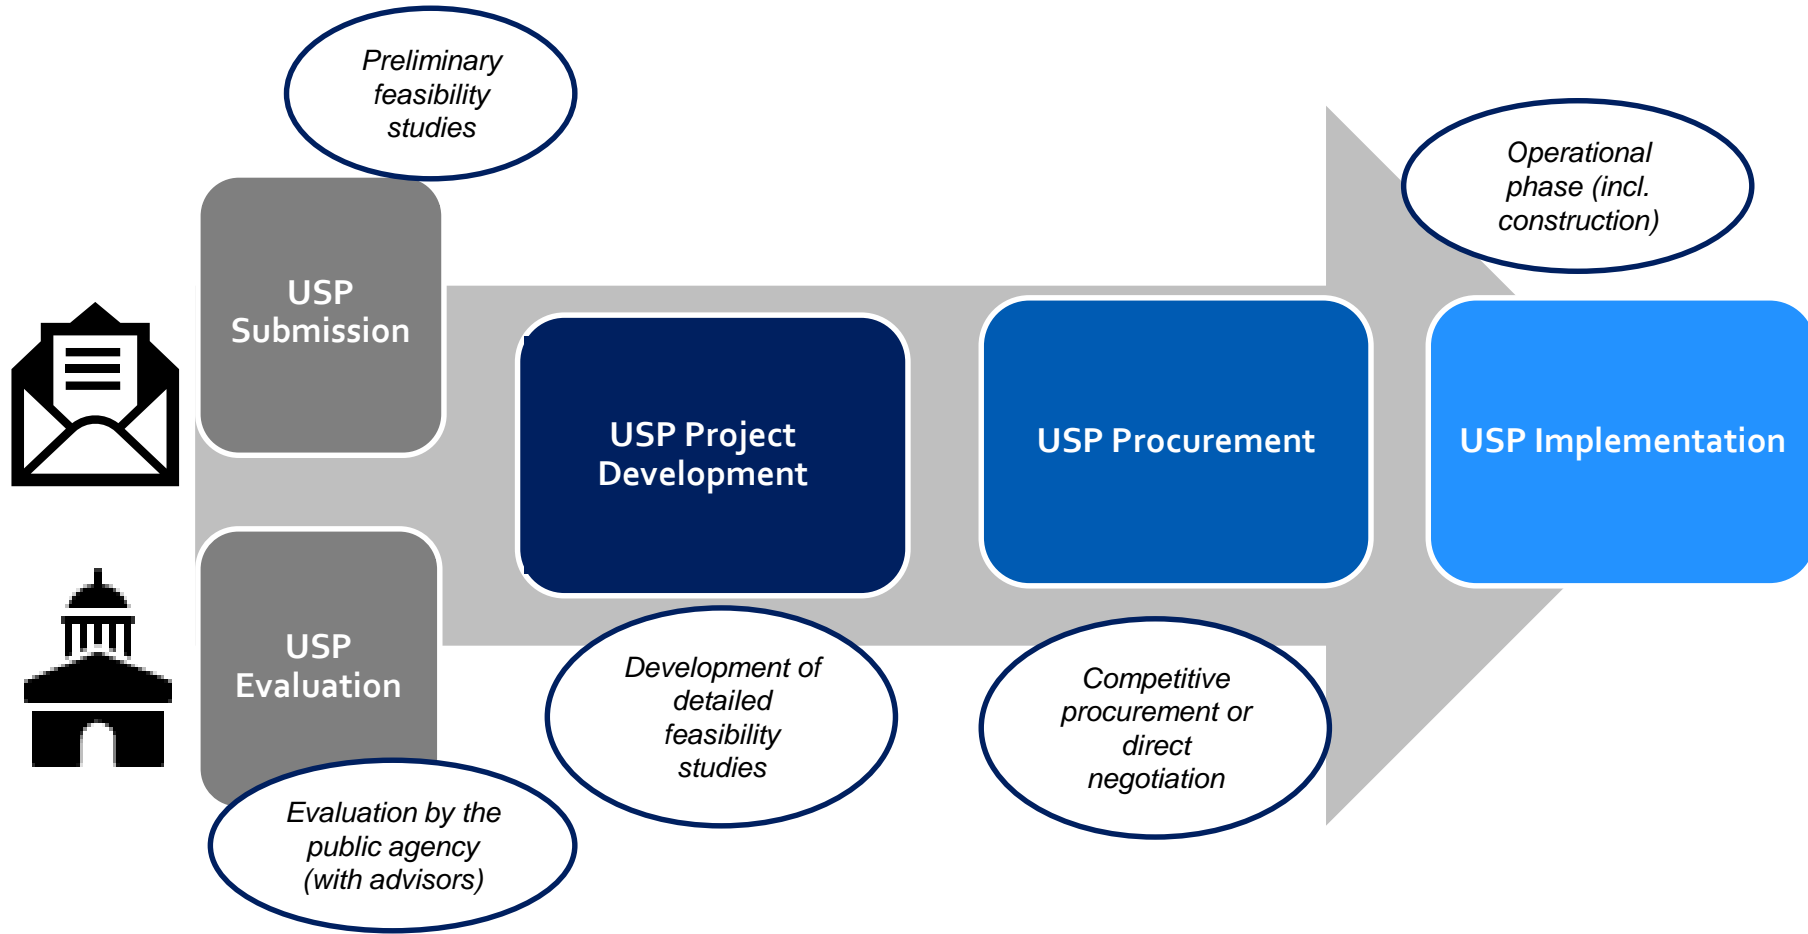 Preliminary
feasibility
studies
USP
Submission
USP
Evaluation
Evaluation by the
public agency
(with advisors)
USP Project
Development
Development of
detailed
feasibility
studies
USP Procurement
Competitive
procurement or
direct
negotiation
Operational
phase (incl.
construction)
USP Implementation